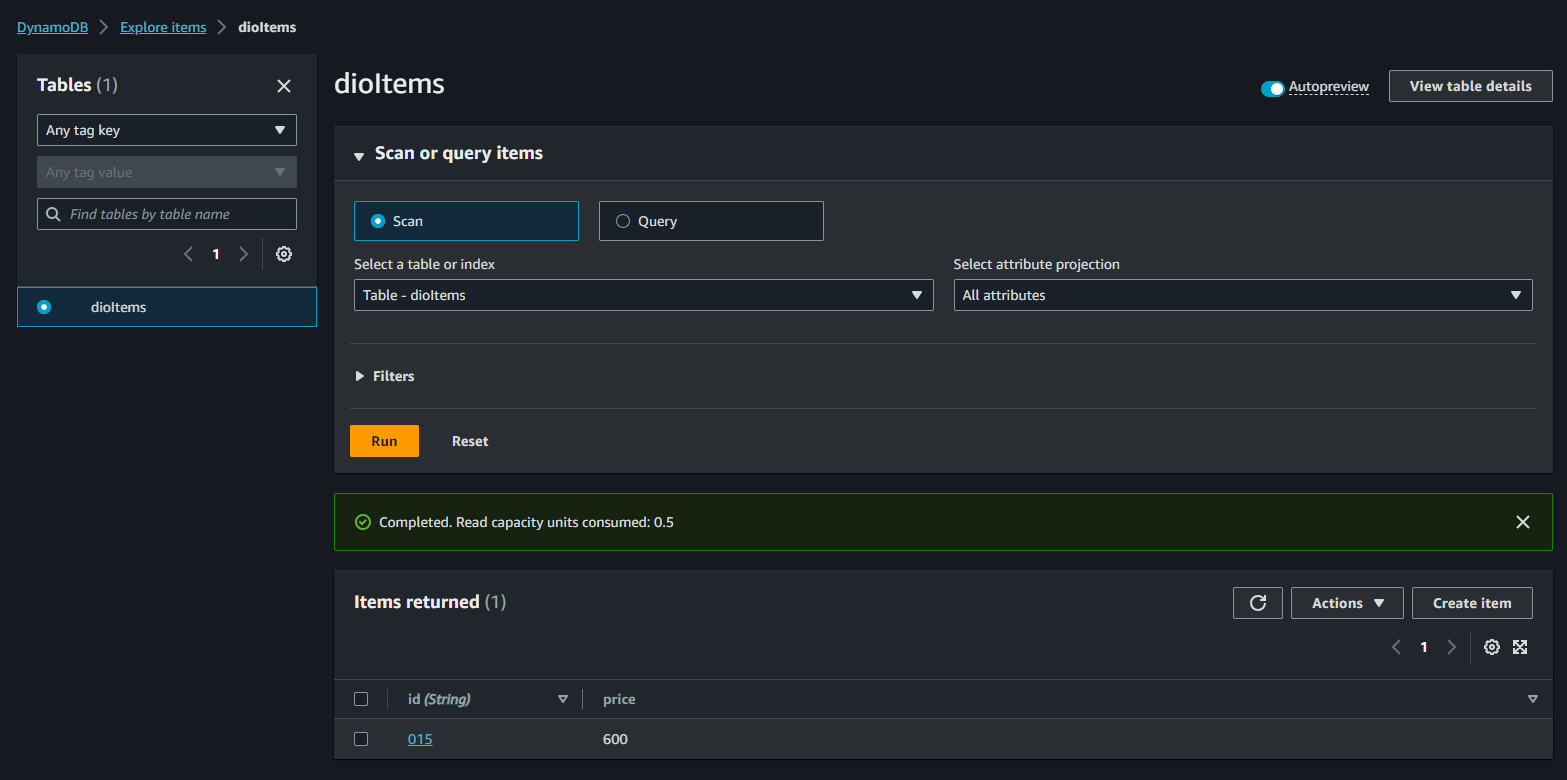 DynamoDB > Explore items > dioItems
Tables (1)
Any tag key
Any tag value
Find tables by table name
1
dioItems
dioItems
Autopreview
View table details
Scan or query items
Scan
Query
Select a table or index
Select attribute projection
Table - dioItems
All attributes
Filters
Run
Reset
Completed. Read capacity units consumed: 0.5
Items returned (1)
Actions
Create item
1
id (String)
price
015
600